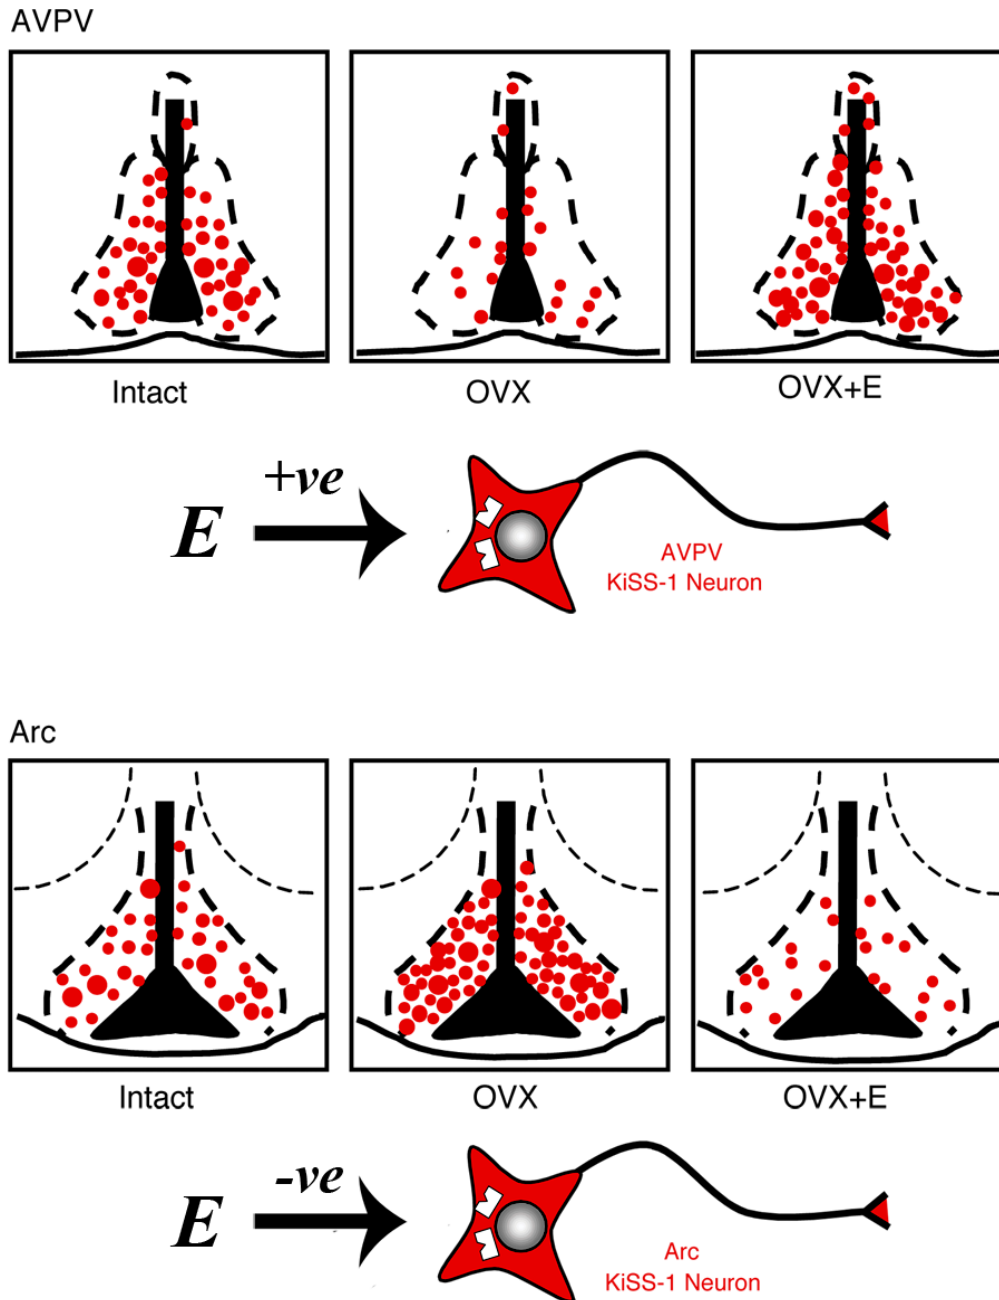 AVPV
Intact
OVX
OVX+E
+ve
E
AVPV
KiSS-1 Neuron
Arc
Intact
OVX
OVX+E
-ve
E
Arc
KiSS-1 Neuron